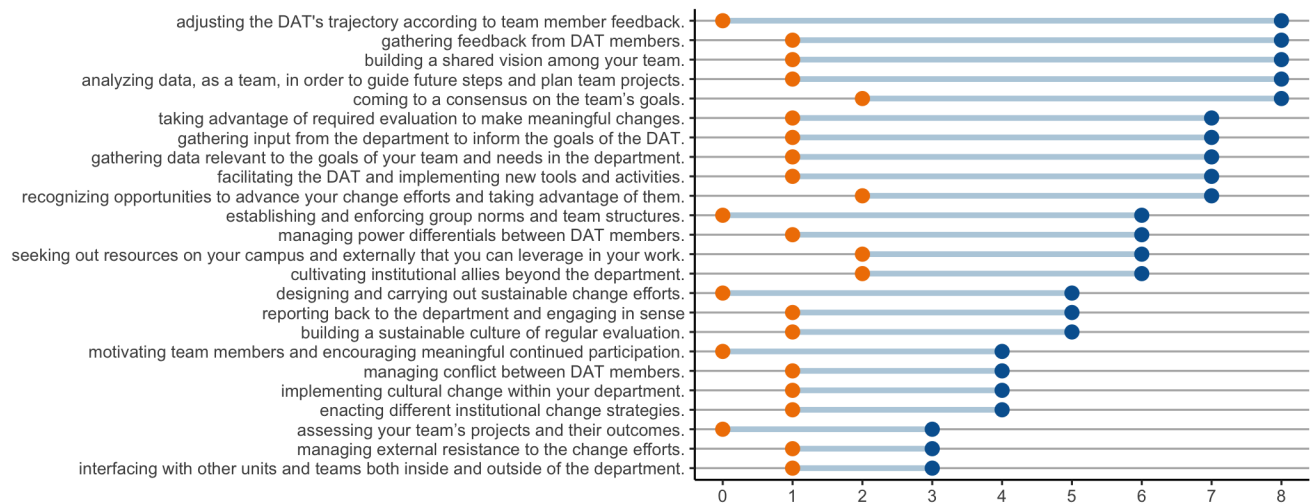 adjusting the DAT's trajectory according to team member feedback.
gathering feedback from DAT members.
building a shared vision among your team.
analyzing data, as a team, in order to guide future steps and plan team projects.
coming to a consensus on the team’s goals.
taking advantage of required evaluation to make meaningful changes.
gathering input from the department to inform the goals of the DAT.
gathering data relevant to the goals of your team and needs in the department.
facilitating the DAT and implementing new tools and activities.
recognizing opportunities to advance your change efforts and taking advantage of them.
establishing and enforcing group norms and team structures.
managing power differentials between DAT members.
seeking out resources on your campus and externally that you can leverage in your work.
cultivating institutional allies beyond the department.
designing and carrying out sustainable change efforts.
reporting back to the department and engaging in sense
building a sustainable culture of regular evaluation.
motivating team members and encouraging meaningful continued participation.
managing conflict between DAT members.
implementing cultural change within your department.
enacting different institutional change strategies.
assessing your team’s projects and their outcomes.
managing external resistance to the change efforts.
interfacing with other units and teams both inside and outside of the department.
0 1 2 3 4 5 6 7 8